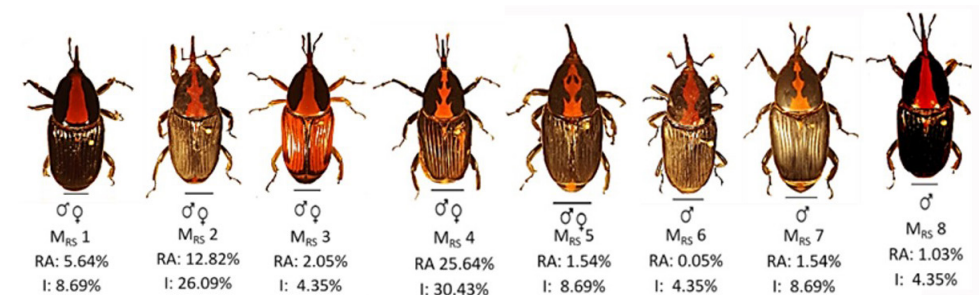 ♂♀ ♂♀ ♂♀ ♂♀ ♂♀ ♂ ♂ ♂
MRS 1 MRS 2 MRS 3 MRS 4 MRS 5 MRS 6 MRS 7 MRS 8
RA: 5.64% RA: 12.82% RA: 2.05% RA 25.64% RA: 1.54% RA: 0.05% RA: 1.54% RA: 1.03%
I: 8.69% I: 26.09% I: 4.35% I: 30.43% I: 8.69% I: 4.35% I: 8.69% I: 4.35%